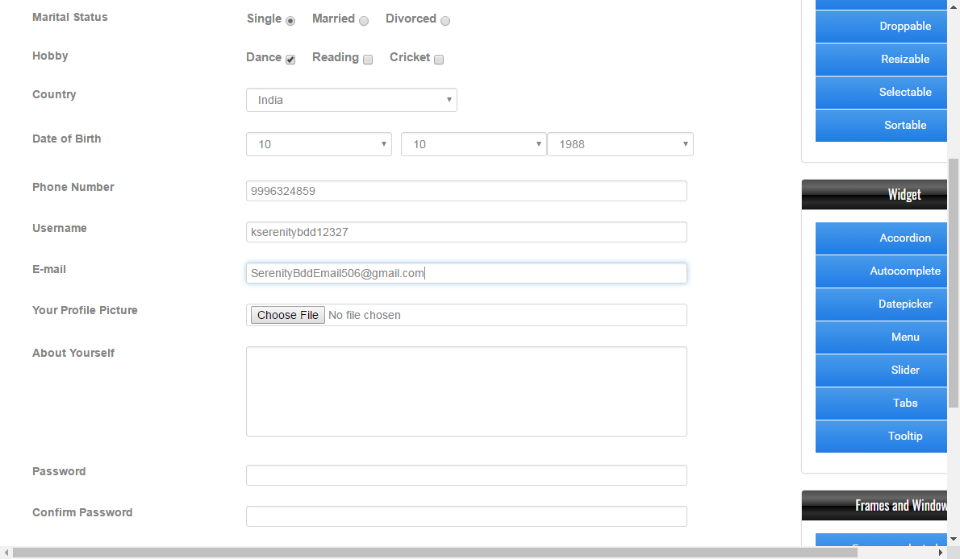 Marital Status Single Married Divorced
Hobby Dance Reading Cricket
Country India
Date of Birth 10 10 1988
Phone Number 9996324859
Username kserenitybdd12327
E-mail SerenityBddEmail506@gmail.com
Your Profile Picture Choose File No file chosen
About Yourself
Password
Confirm Password
Droppable
Resizable
Selectable
Sortable
Widget
Accordion
Autocomplete
Datepicker
Menu
Slider
Tabs
Tooltip
Frames and Window